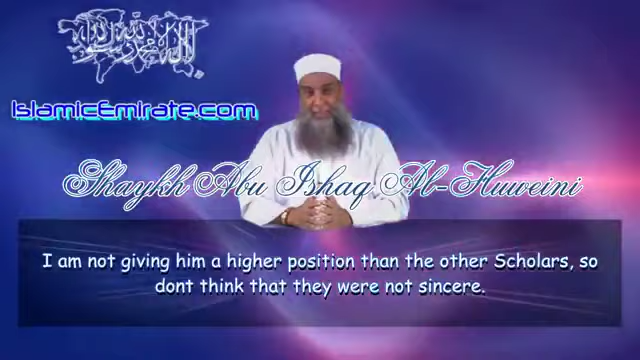 IslamicEmirate.com
Shaykh Abu Ishaq Al-Huweini
I am not giving him a higher position than the other Scholars, so
dont think that they were not sincere.